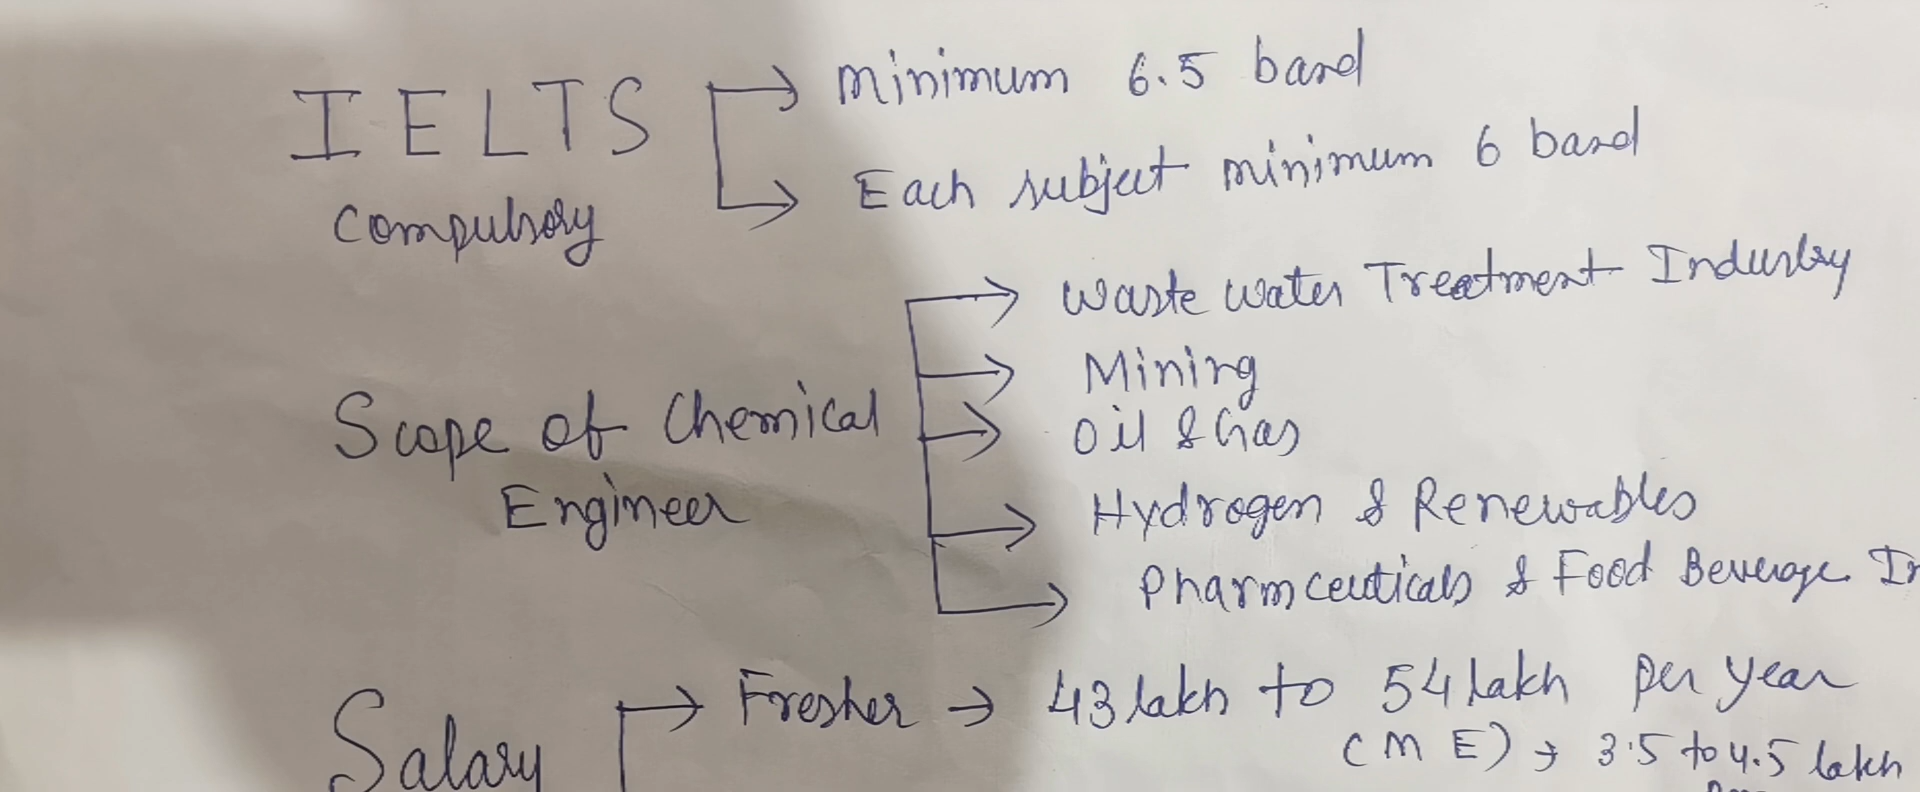 IELTS → minimum 6.5 band
compulsory → Each subject minimum 6 band
→ Waste water Treatment Industry
→ Mining
Scope of Chemical → Oil & Gas
Engineer → Hydrogen & Renewables
→ Pharmceuticals & Food Beverage In
Salary → Fresher → 43 lakh to 54 lakh per year
(M E) → 3.5 to 4.5 lakh